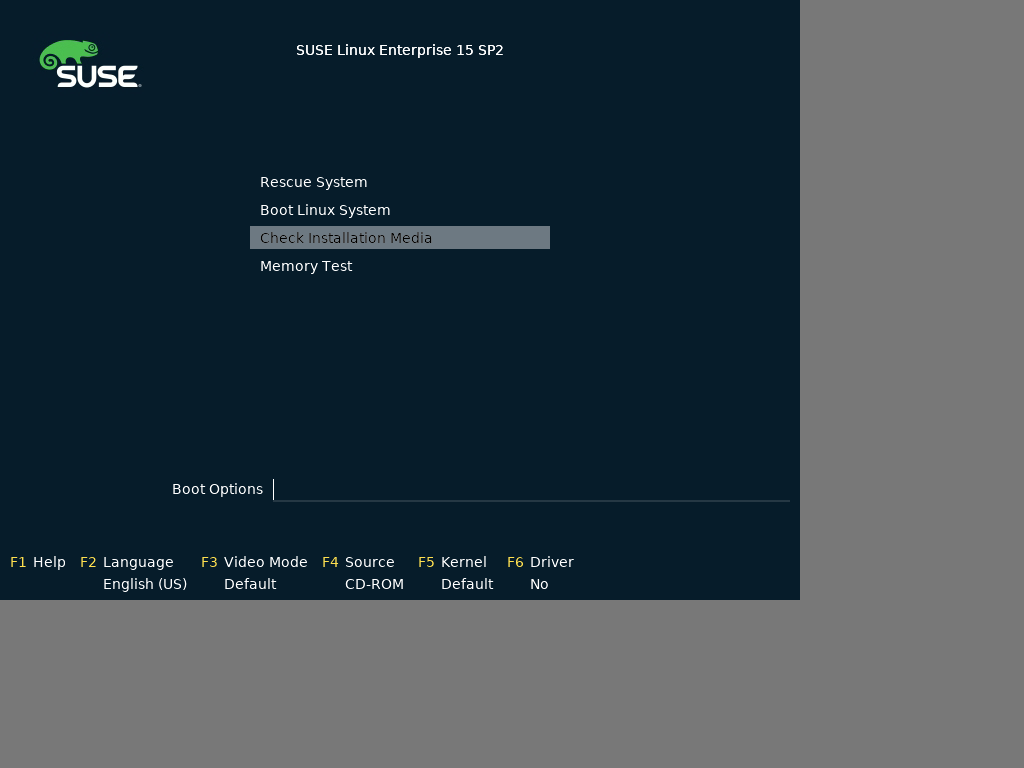 SUSE
SUSE Linux Enterprise 15 SP2
Rescue System
Boot Linux System
Check Installation Media
Memory Test
Boot Options
F1 Help F2 Language F3 Video Mode F4 Source F5 Kernel F6 Driver
English (US) Default CD-ROM Default No